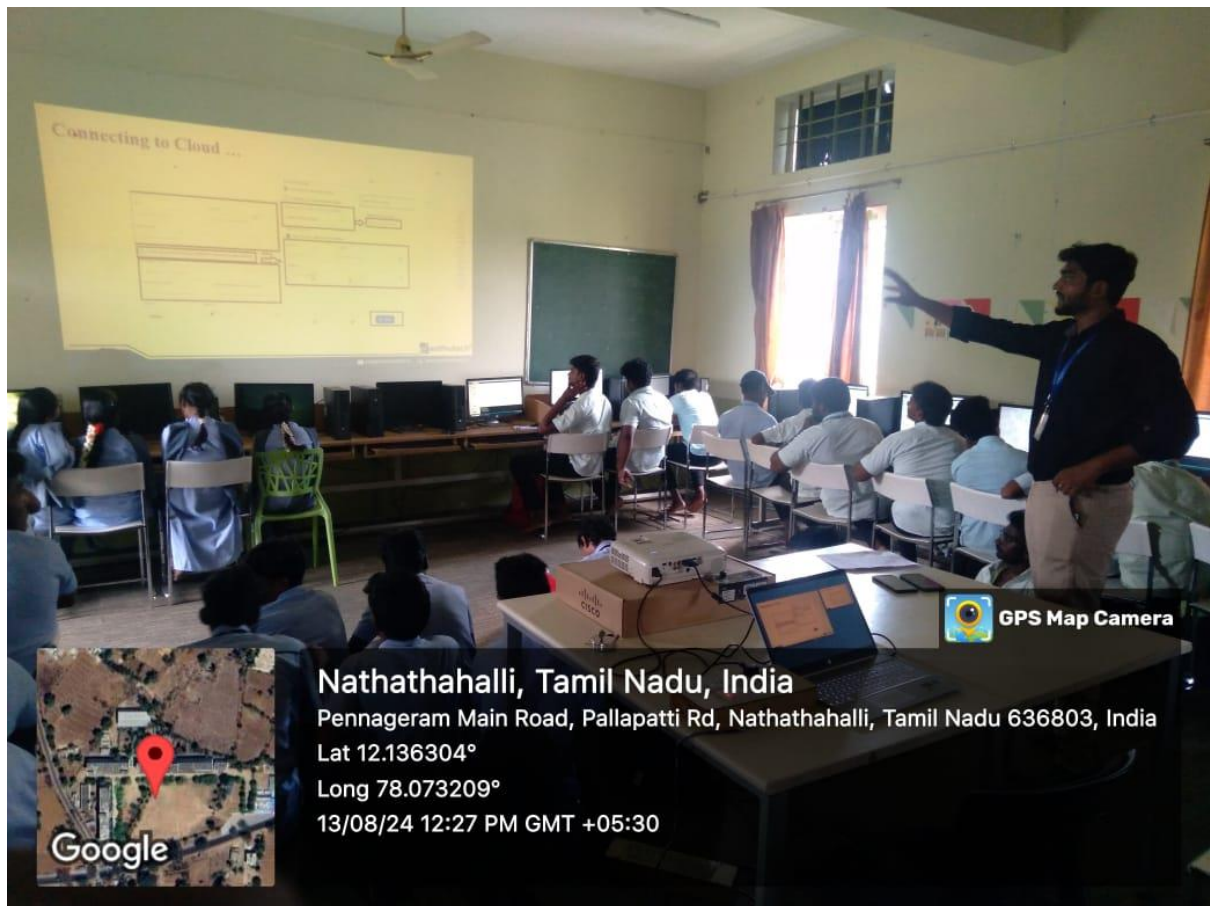 Connecting to Cloud ...
CISCO
GPS Map Camera
Nathathahalli, Tamil Nadu, India
Pennageram Main Road, Pallapatti Rd, Nathathahalli, Tamil Nadu 636803, India
Lat 12.136304°
Long 78.073209°
13/08/24 12:27 PM GMT +05:30
Google